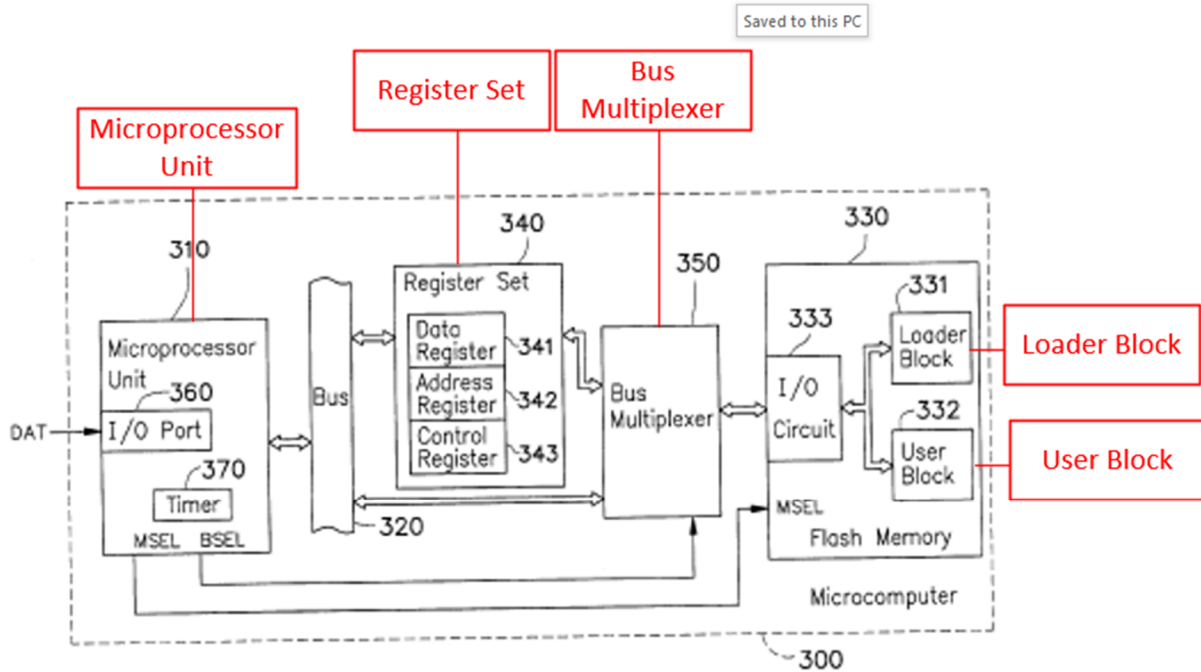 Saved to this PC
Bus
Multiplexer
Register Set
Microprocessor
Unit
310
340
330
350
Register Set
331
Loader
Block
Loader Block
333
Data
Register
341
Microprocessor
Unit
360
Bus
Address
Register
342
Bus
Multiplexer
I/O
Circuit
332
User
Block
User Block
DAT
I/O Port
Control
Register
343
370
Timer
MSEL BSEL
320
MSEL
Flash Memory
Microcomputer
300